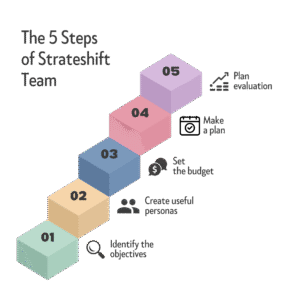 The 5 Steps
of Strateshift
Team
05
Plan
evaluation
04
Make
a plan
03
Set
the budget
02
Create useful
personas
01
Identify the
objectives